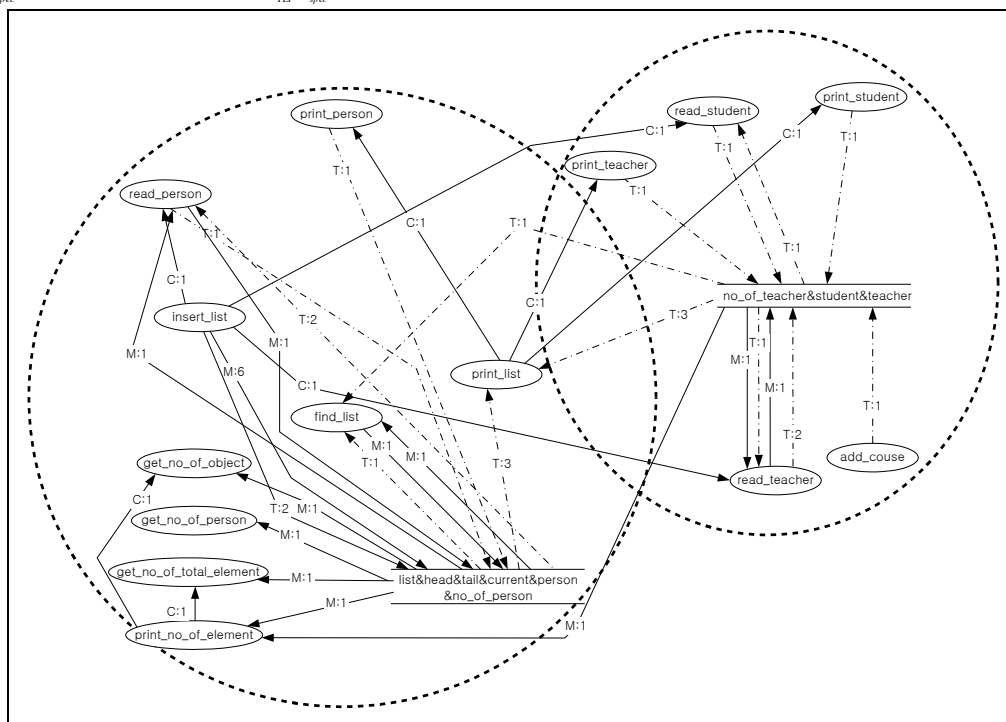 print_student
read_student
print_person
C:1
C:1
T:1
T:1
print_teacher
T:1
T:1
read_person
C:1
T:1
T:1
T:1
C:1
no_of_teacher&student&teacher
C:1
insert_list
T:2
T:3
M:1
M:1
T:1
M:1
M:6
print_list
C:1
M:1
find_list
T:1
T:2
M:1
M:1
get_no_of_object
T:1
T:3
add_couse
read_teacher
C:1
T:2
M:1
get_no_of_person
M:1
get_no_of_total_element
M:1
list&head&tail&current&person
&no_of_person
M:1
C:1
M:1
print_no_of_element